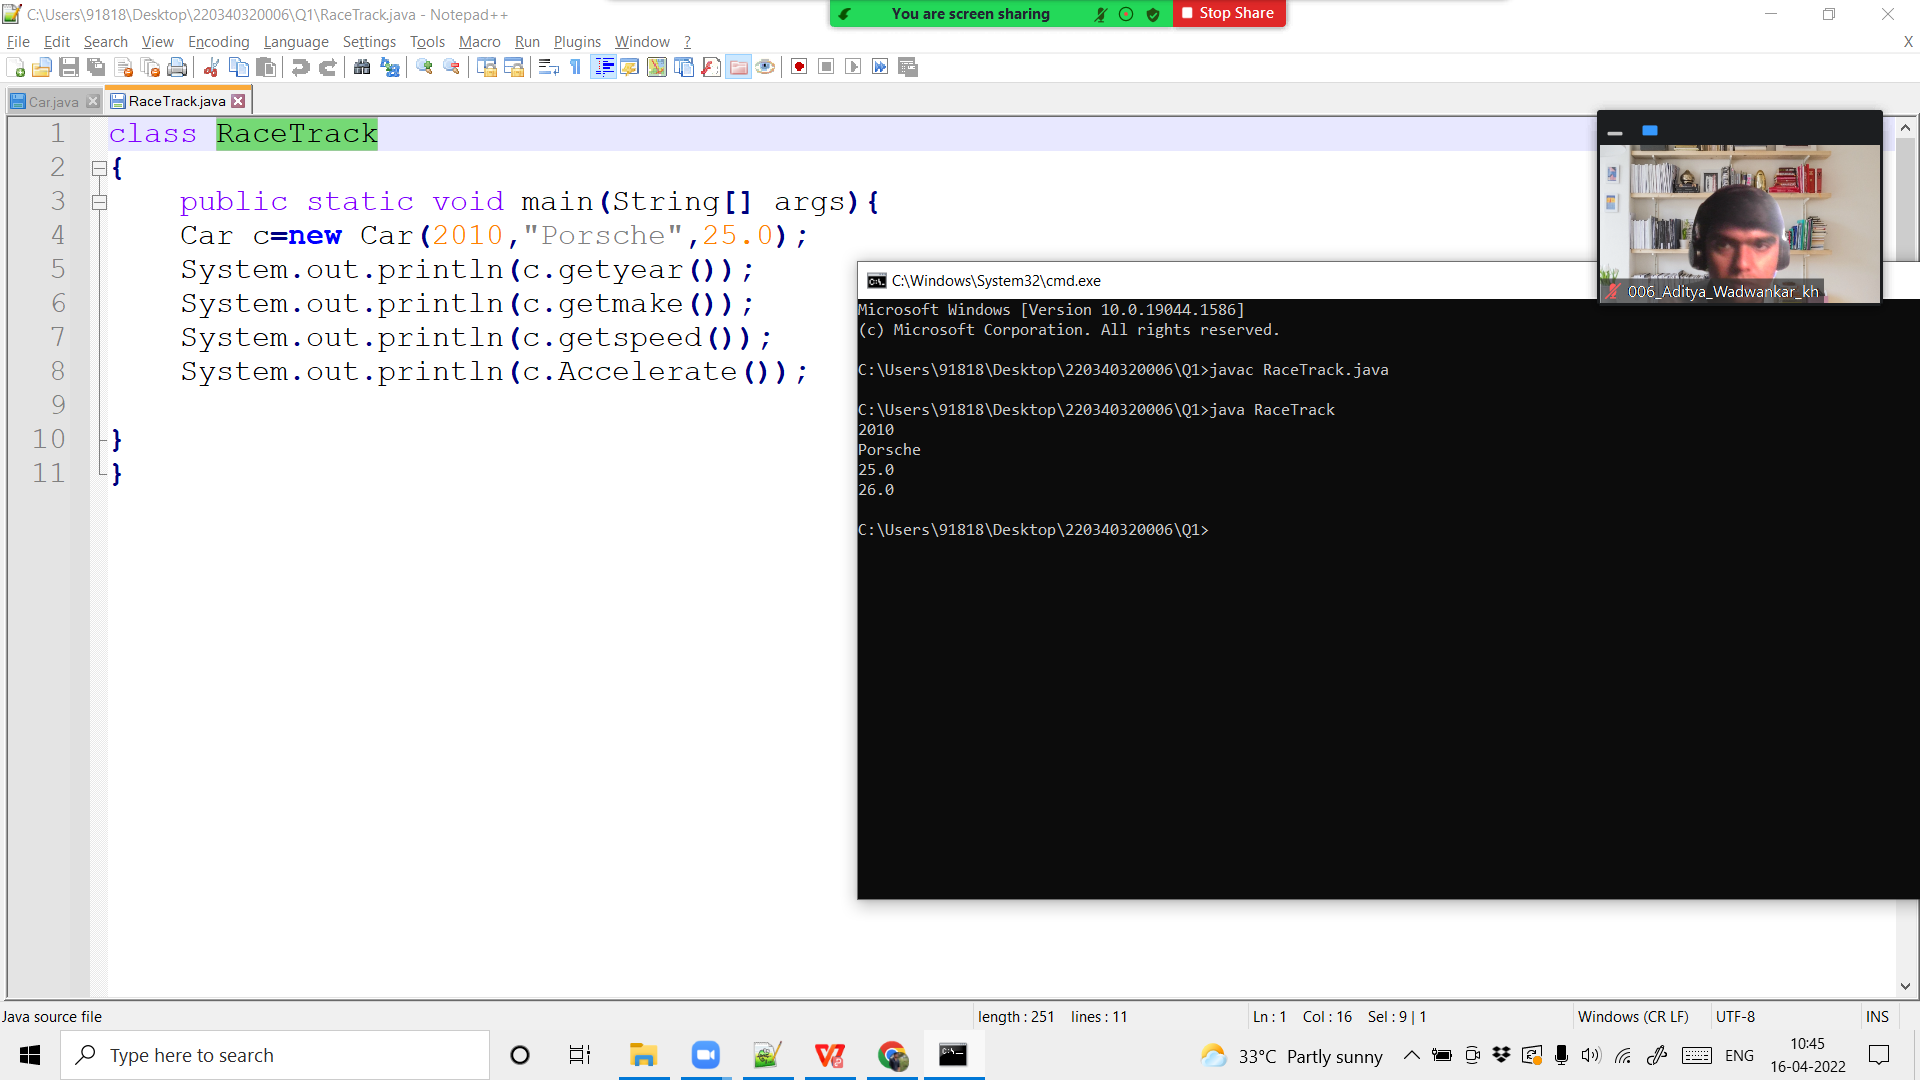 C:\Users\91818\Desktop\220340320006\Q1\RaceTrack.java - Notepad++
You are screen sharing
Stop Share
File Edit Search View Encoding Language Settings Tools Macro Run Plugins Window ?
X
Car.java
RaceTrack.java
1 class RaceTrack
2 {
3 public static void main(String[] args){
4 Car c=new Car(2010,"Porsche",25.0);
5 System.out.println(c.getyear());
6 System.out.println(c.getmake());
7 System.out.println(c.getspeed());
8 System.out.println(c.Accelerate());
9
10 }
11 }
006_Aditya_Wadwankar_kh
C:\Windows\System32\cmd.exe
Microsoft Windows [Version 10.0.19044.1586]
(c) Microsoft Corporation. All rights reserved.
C:\Users\91818\Desktop\220340320006\Q1>javac RaceTrack.java
C:\Users\91818\Desktop\220340320006\Q1>java RaceTrack
2010
Porsche
25.0
26.0
C:\Users\91818\Desktop\220340320006\Q1>
Java source file
length : 251 lines : 11
Ln : 1 Col : 16 Sel : 9 | 1
Windows (CR LF)
UTF-8
INS
Type here to search
33°C Partly sunny
ENG
10:45
16-04-2022